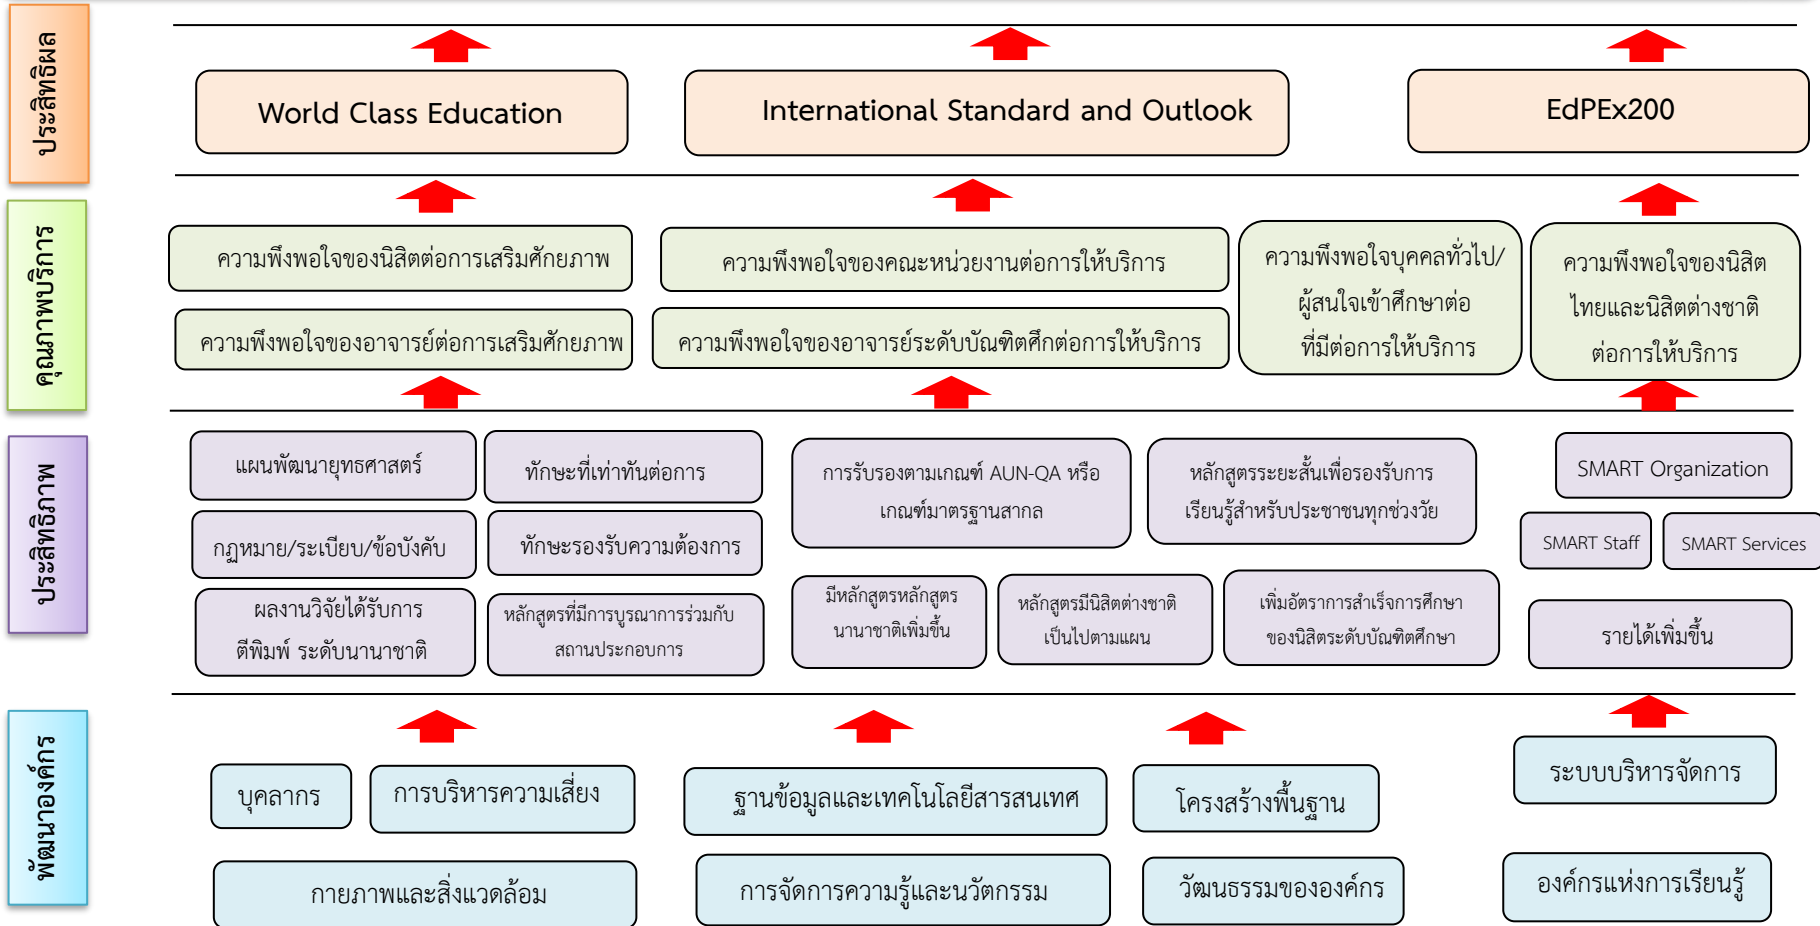 ประสิทธิผล
World Class Education
International Standard and Outlook
EdPEx200
คุณภาพบริการ
ความพึงพอใจของนิสิตต่อการเสริมศักยภาพ
ความพึงพอใจของอาจารย์ต่อการเสริมศักยภาพ
ความพึงพอใจของคณะหน่วยงานต่อการให้บริการ
ความพึงพอใจของอาจารย์ระดับบัณฑิตศึกต่อการให้บริการ
ความพึงพอใจบุคคลทั่วไป/
ผู้สนใจเข้าศึกษาต่อ
ที่มีต่อการให้บริการ
ความพึงพอใจของนิสิต
ไทยและนิสิตต่างชาติ
ต่อการให้บริการ
ประสิทธิภาพ
แผนพัฒนายุทธศาสตร์
ทักษะที่เท่าทันต่อการ
กฎหมาย/ระเบียบ/ข้อบังคับ
ทักษะรองรับความต้องการ
ผลงานวิจัยได้รับการ
ตีพิมพ์ ระดับนานาชาติ
หลักสูตรที่มีการบูรณาการร่วมกับ
สถานประกอบการ
การรับรองตามเกณฑ์ AUN-QA หรือ
เกณฑ์มาตรฐานสากล
หลักสูตรระยะสั้นเพื่อรองรับการ
เรียนรู้สำหรับประชาชนทุกช่วงวัย
มีหลักสูตรหลักสูตร
นานาชาติเพิ่มขึ้น
หลักสูตรมีนิสิตต่างชาติ
เป็นไปตามแผน
เพิ่มอัตราการสำเร็จการศึกษา
ของนิสิตระดับบัณฑิตศึกษา
SMART Organization
SMART Staff
SMART Services
รายได้เพิ่มขึ้น
พัฒนาองค์กร
บุคลากร
การบริหารความเสี่ยง
ฐานข้อมูลและเทคโนโลยีสารสนเทศ
โครงสร้างพื้นฐาน
ระบบบริหารจัดการ
กายภาพและสิ่งแวดล้อม
การจัดการความรู้และนวัตกรรม
วัฒนธรรมขององค์กร
องค์กรแห่งการเรียนรู้